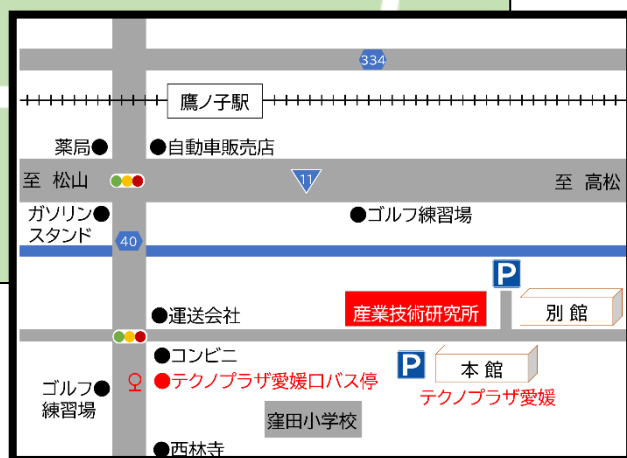 334
鷹ノ子駅
薬局
自動車販売店
至 松山
11
至 高松
ガソリン
スタンド
ゴルフ練習場
40
P
運送会社
産業技術研究所
別館
コンビニ
P
本館
ゴルフ
練習場
テクノプラザ愛媛口バス停
テクノプラザ愛媛
窪田小学校
西林寺